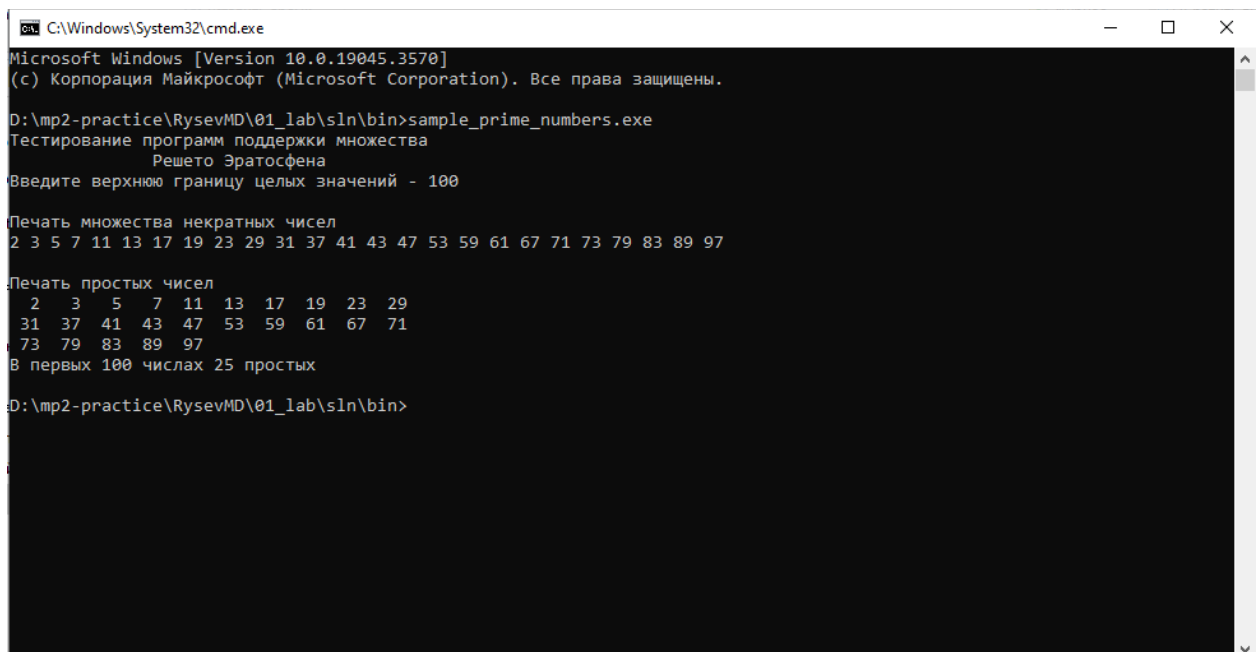 C:\Windows\System32\cmd.exe
Microsoft Windows [Version 10.0.19045.3570]
(c) Корпорация Майкрософт (Microsoft Corporation). Все права защищены.
D:\mp2-practice\RysevMD\01_lab\sln\bin>sample_prime_numbers.exe
Тестирование программ поддержки множества
Решето Эратосфена
Введите верхнюю границу целых значений - 100
Печать множества некратных чисел
2 3 5 7 11 13 17 19 23 29 31 37 41 43 47 53 59 61 67 71 73 79 83 89 97
Печать простых чисел
2 3 5 7 11 13 17 19 23 29
31 37 41 43 47 53 59 61 67 71
73 79 83 89 97
В первых 100 числах 25 простых
D:\mp2-practice\RysevMD\01_lab\sln\bin>